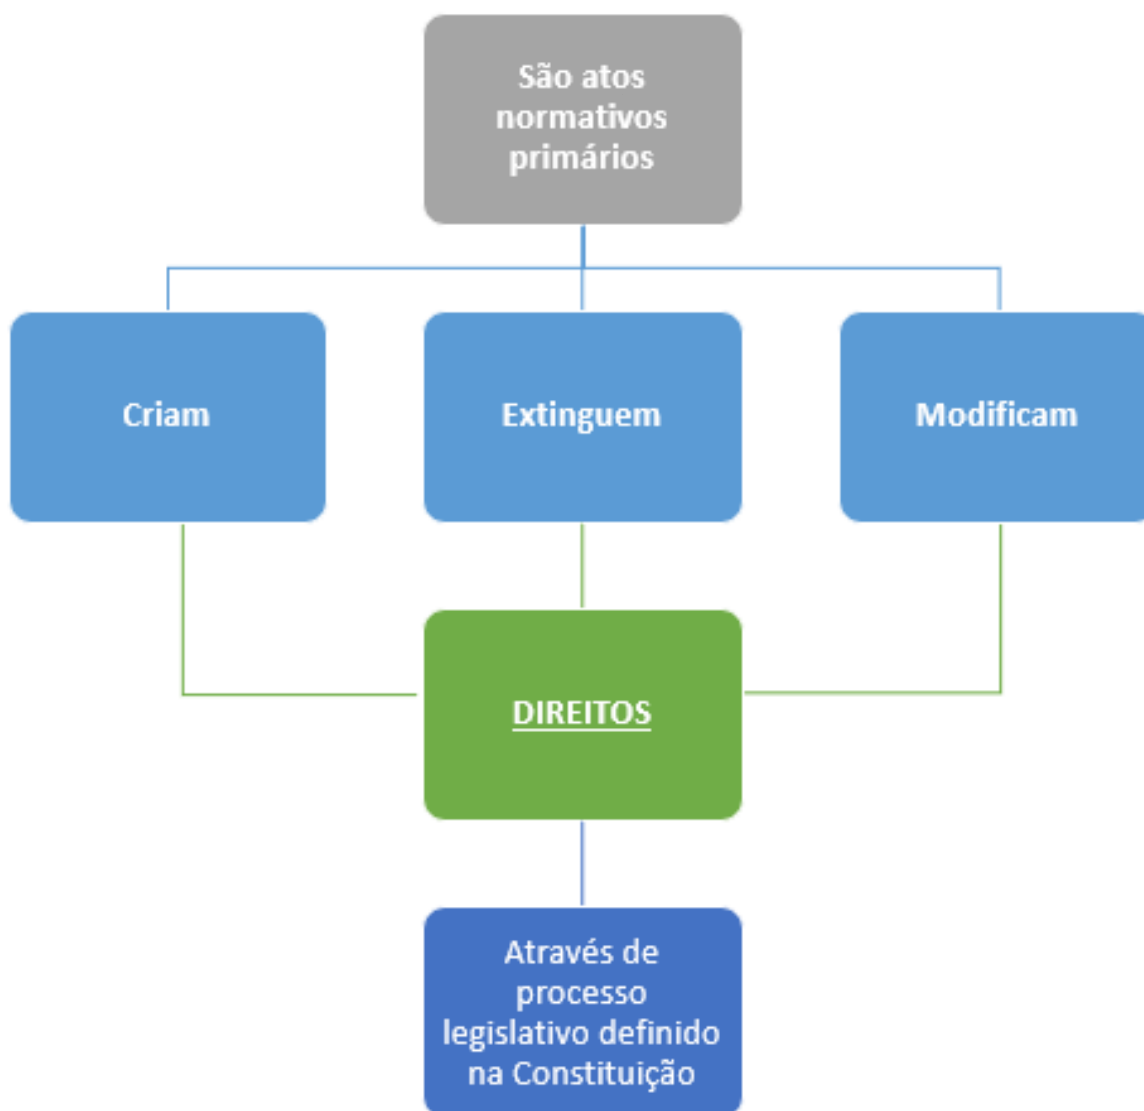 São atos
normativos
primários
Criam
Extinguem
Modificam
DIREITOS
Através de
processo
legislativo definido
na Constituição